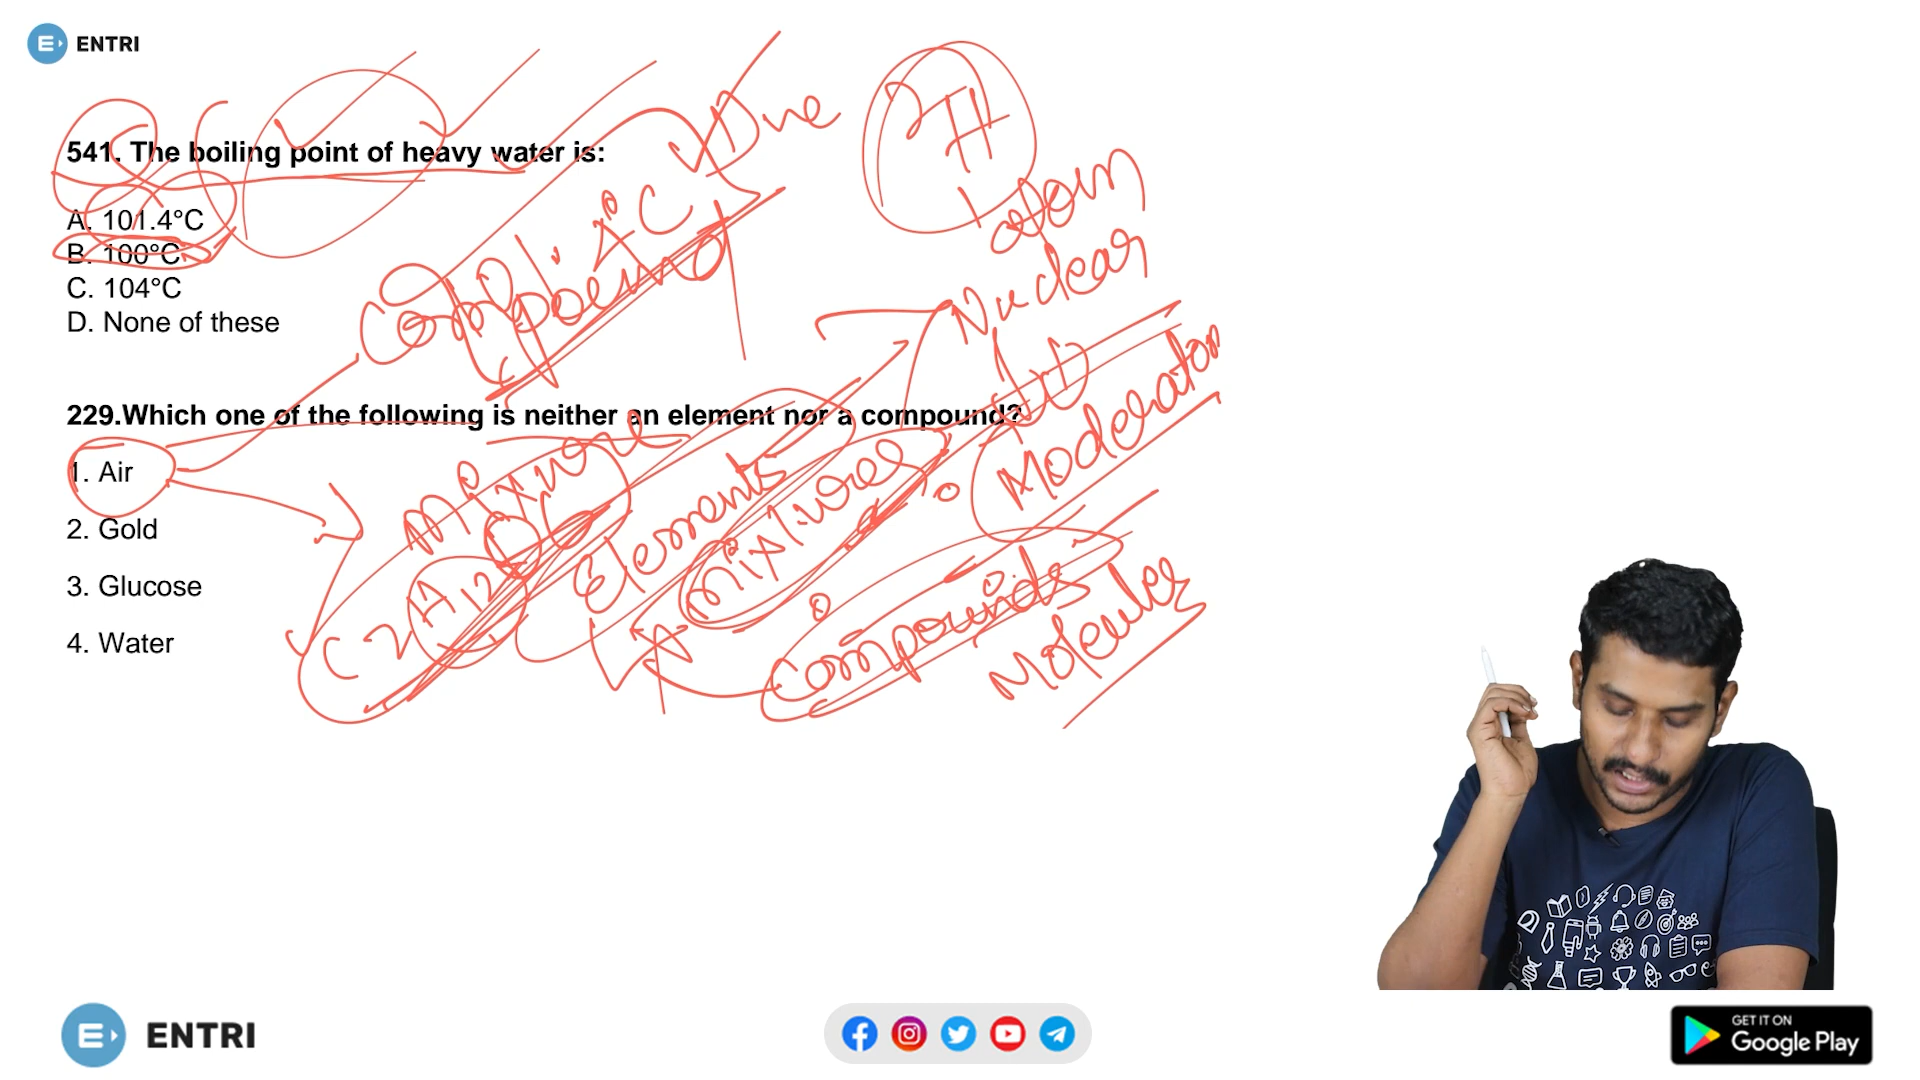 ENTRI
541. The boiling point of heavy water is:
A. 101.4°C
B. 100°C
C. 104°C
D. None of these
229.Which one of the following is neither an element nor a compound?
1. Air
2. Gold
3. Glucose
4. Water
compound
atom
Nuclear
Moderator
mixture
Elements
mixtures
Compounds
Molecules
ENTRI
GET IT ON
Google Play